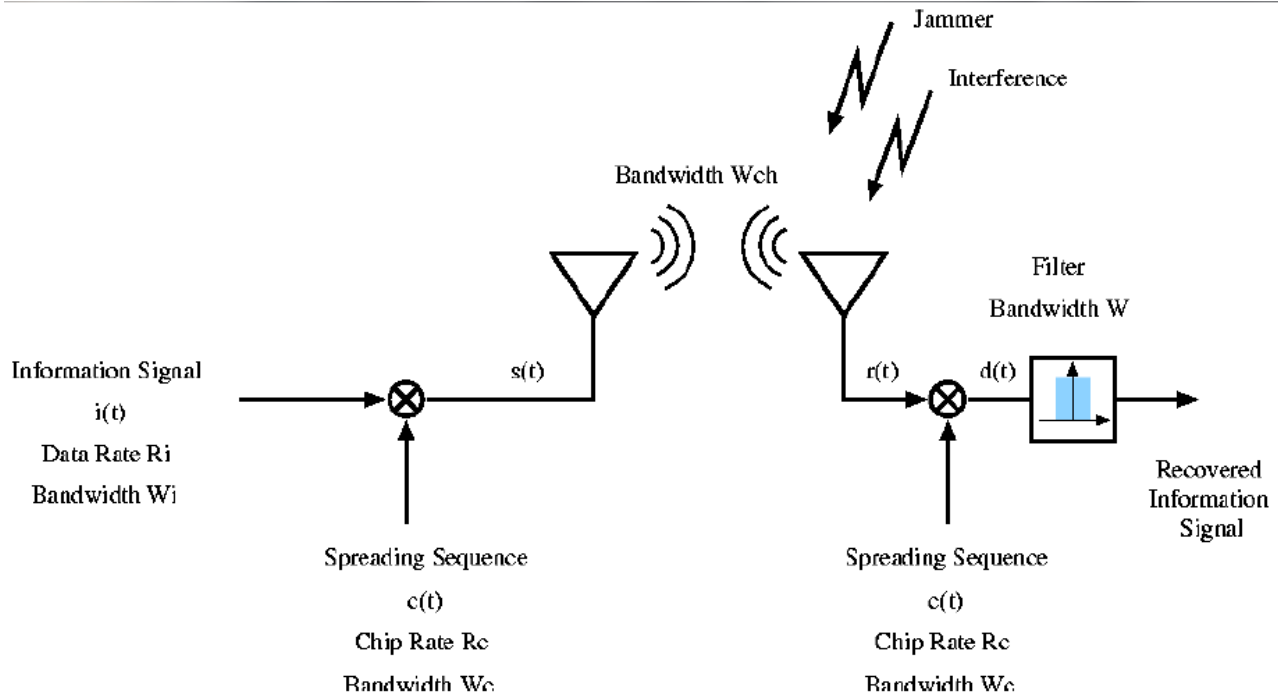 Jammer
Interference
Bandwidth Wch
Filter
Bandwidth W
Information Signal
i(t)
Data Rate Ri
Bandwidth Wi
s(t)
r(t)
d(t)
Recovered
Information
Signal
Spreading Sequence
c(t)
Chip Rate Rc
Bandwidth Wc
Spreading Sequence
c(t)
Chip Rate Rc
Bandwidth Wc